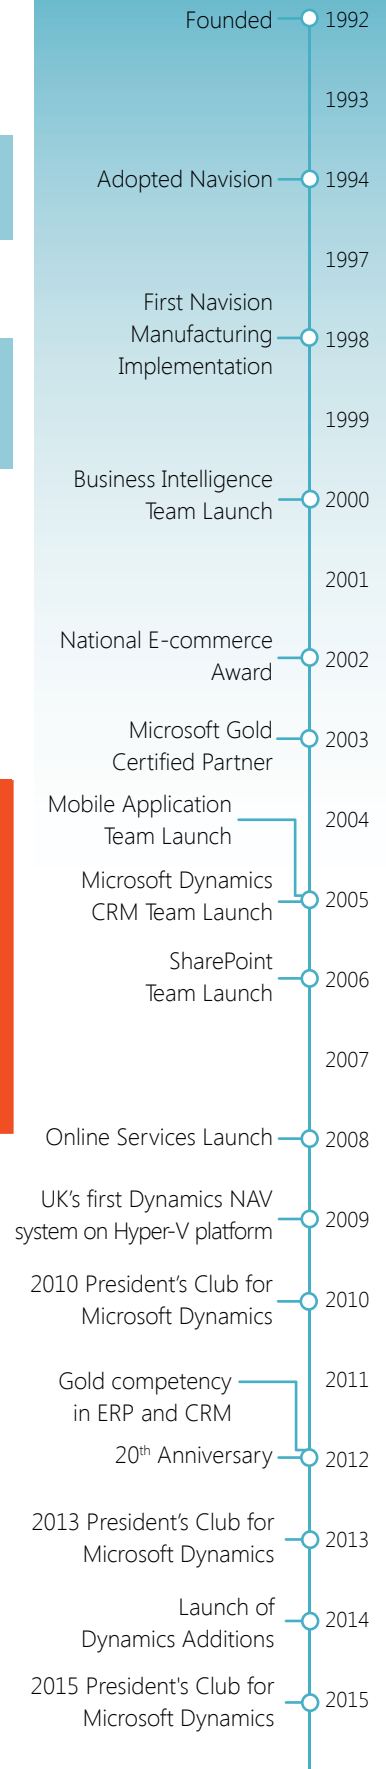 Founded 1992
1993
Adopted Navision 1994
1997
First Navision
Manufacturing
Implementation
1998
1999
Business Intelligence
Team Launch
2000
2001
National E-commerce
Award
2002
Microsoft Gold
Certified Partner
2003
Mobile Application
Team Launch
2004
Microsoft Dynamics
CRM Team Launch
2005
SharePoint
Team Launch
2006
2007
Online Services Launch 2008
UK’s first Dynamics NAV
system on Hyper-V platform
2009
2010 President’s Club for
Microsoft Dynamics
2010
Gold competency
in ERP and CRM
2011
20th Anniversary 2012
2013 President’s Club for
Microsoft Dynamics
2013
Launch of
Dynamics Additions
2014
2015 President's Club for
Microsoft Dynamics
2015